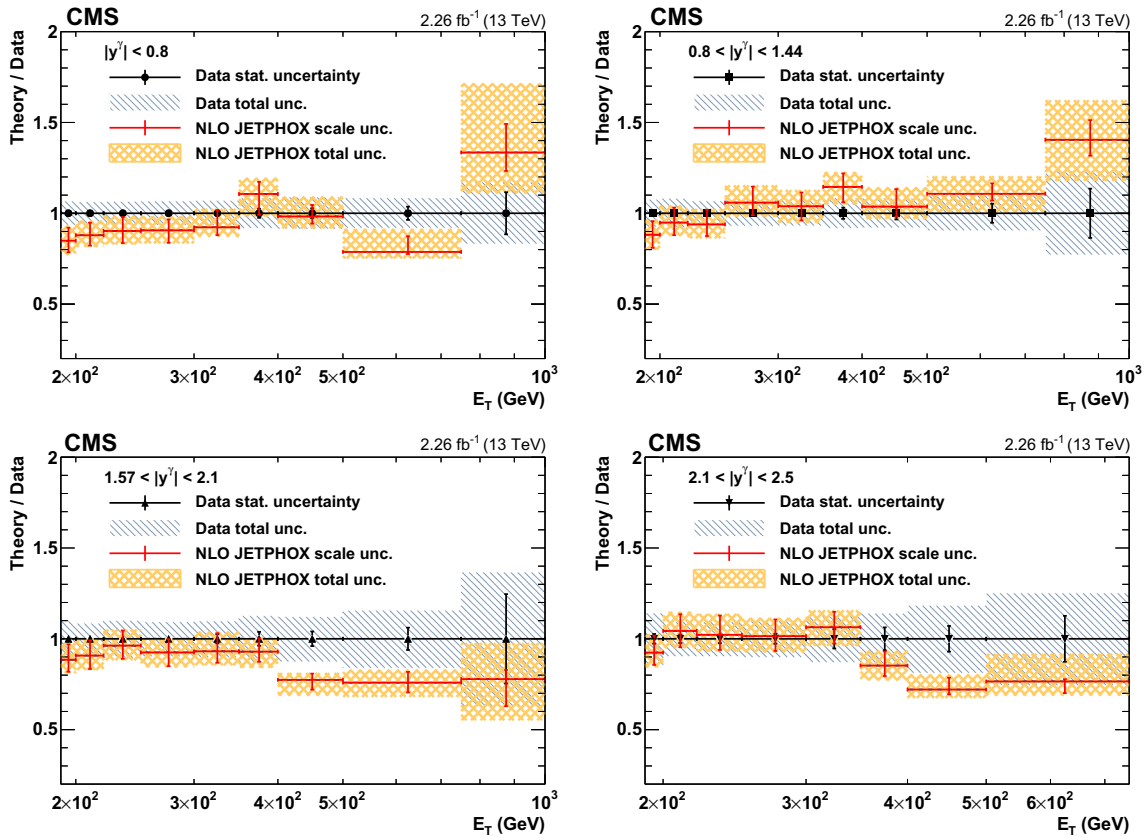 CMS
2.26 fb⁻¹ (13 TeV)
Theory / Data
|y^γ| < 0.8
Data stat. uncertainty
Data total unc.
NLO JETPHOX scale unc.
NLO JETPHOX total unc.
2
1.5
1
0.5
2×10² 3×10² 4×10² 5×10² 10³
E_T (GeV)
CMS
2.26 fb⁻¹ (13 TeV)
Theory / Data
0.8 < |y^γ| < 1.44
Data stat. uncertainty
Data total unc.
NLO JETPHOX scale unc.
NLO JETPHOX total unc.
2
1.5
1
0.5
2×10² 3×10² 4×10² 5×10² 10³
E_T (GeV)
CMS
2.26 fb⁻¹ (13 TeV)
Theory / Data
1.57 < |y^γ| < 2.1
Data stat. uncertainty
Data total unc.
NLO JETPHOX scale unc.
NLO JETPHOX total unc.
2
1.5
1
0.5
2×10² 3×10² 4×10² 5×10² 10³
E_T (GeV)
CMS
2.26 fb⁻¹ (13 TeV)
Theory / Data
2.1 < |y^γ| < 2.5
Data stat. uncertainty
Data total unc.
NLO JETPHOX scale unc.
NLO JETPHOX total unc.
2
1.5
1
0.5
2×10² 3×10² 4×10² 5×10² 6×10²
E_T (GeV)